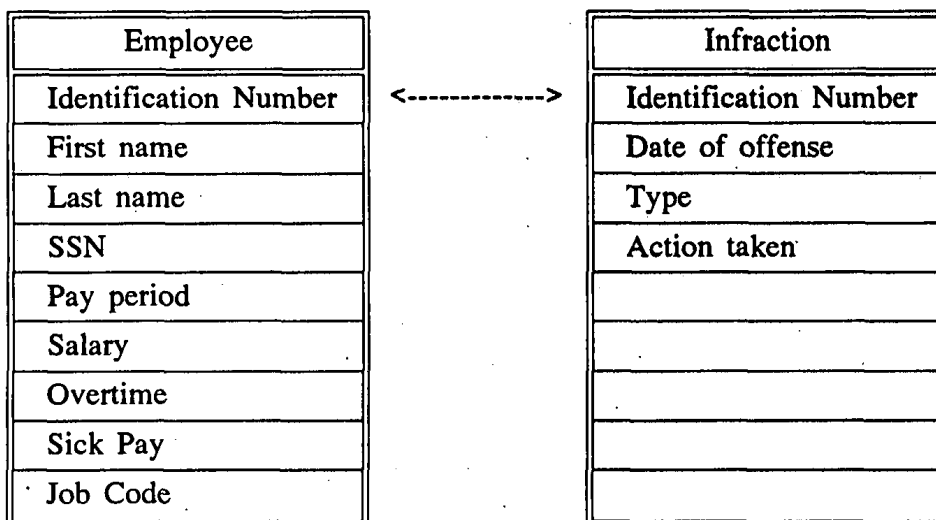 Employee
Identification Number
First name
Last name
SSN
Pay period
Salary
Overtime
Sick Pay
Job Code
<----------->
Infraction
Identification Number
Date of offense
Type
Action taken